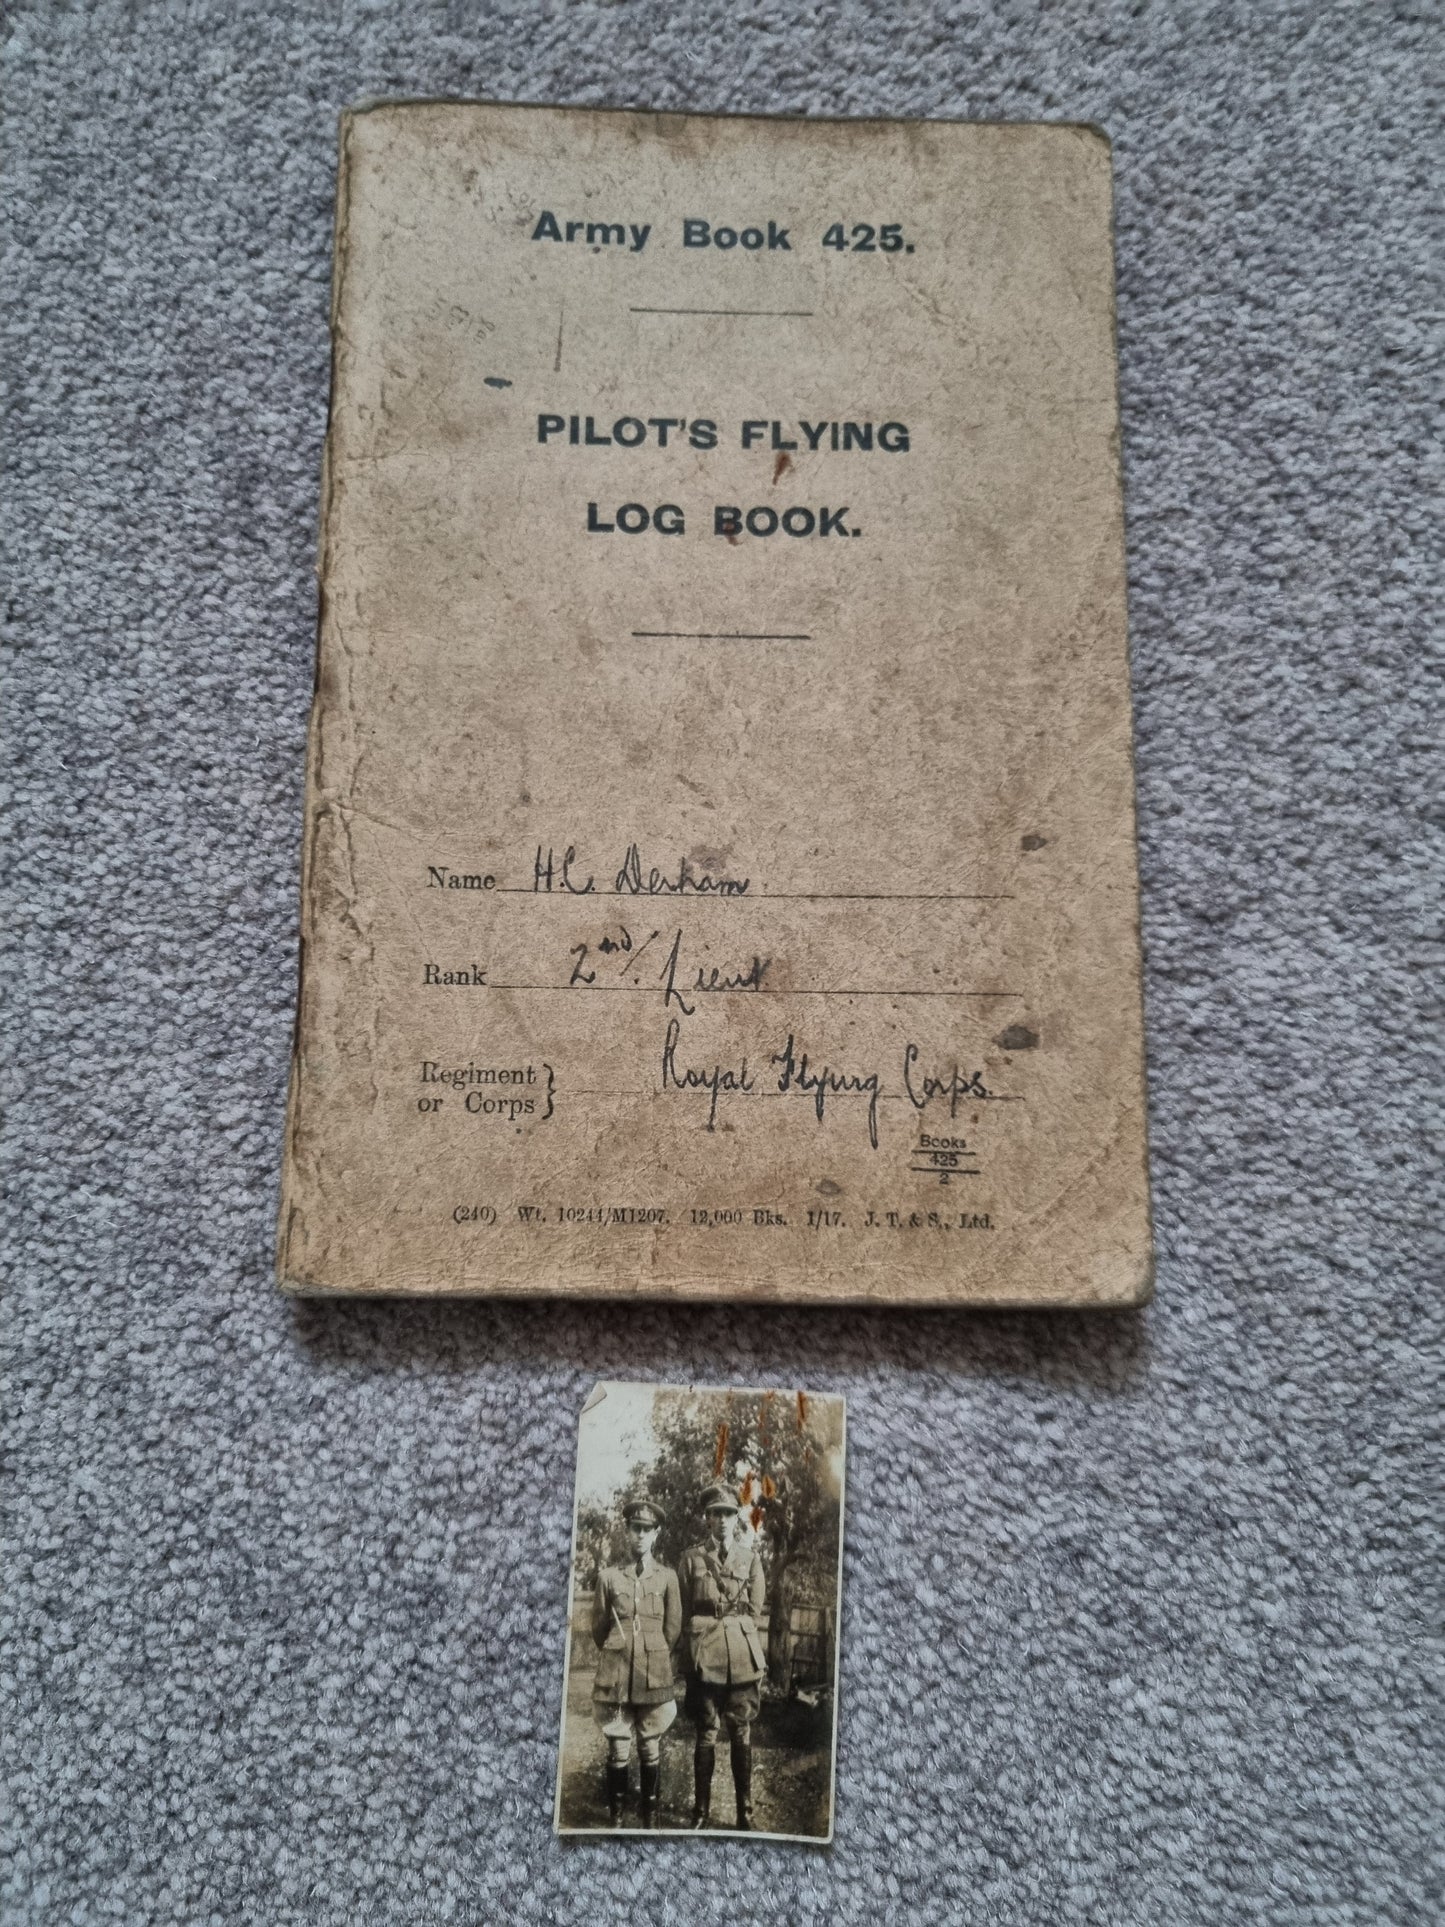 Army Book 425.
PILOT'S FLYING
LOG BOOK.
Name H.C. Derham
Rank 2nd/. Lieut.
Regiment
or Corps } Royal Flying Corps.
Books
425
2
(240) Wt. 10244/M1207. 12,000 Bks. 1/17. J. T. & S., Ltd.